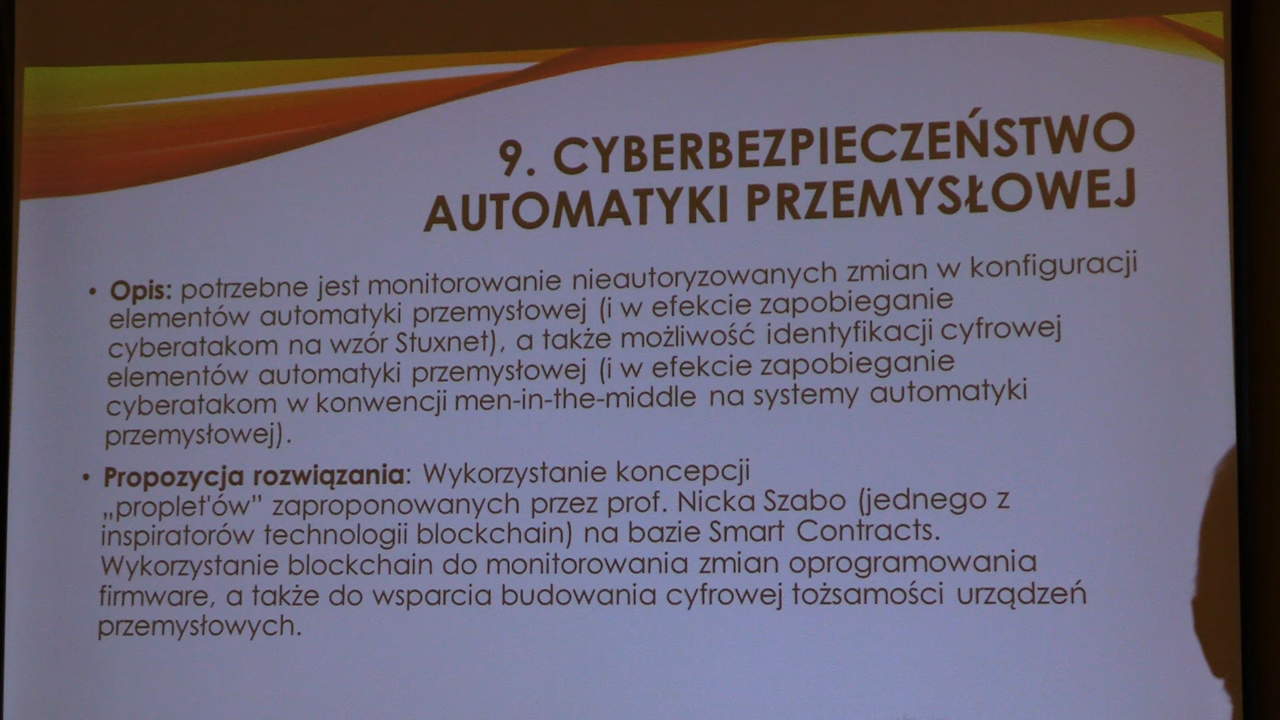 9. CYBERBEZPIECZEŃSTWO
AUTOMATYKI PRZEMYSŁOWEJ
• Opis: potrzebne jest monitorowanie nieautoryzowanych zmian w konfiguracji
elementów automatyki przemysłowej (i w efekcie zapobieganie
cyberatakom na wzór Stuxnet), a także możliwość identyfikacji cyfrowej
elementów automatyki przemysłowej (i w efekcie zapobieganie
cyberatakom w konwencji men-in-the-middle na systemy automatyki
przemysłowej).
• Propozycja rozwiązania: Wykorzystanie koncepcji
„proplet'ów" zaproponowanych przez prof. Nicka Szabo (jednego z
inspiratorów technologii blockchain) na bazie Smart Contracts.
Wykorzystanie blockchain do monitorowania zmian oprogramowania
firmware, a także do wsparcia budowania cyfrowej tożsamości urządzeń
przemysłowych.